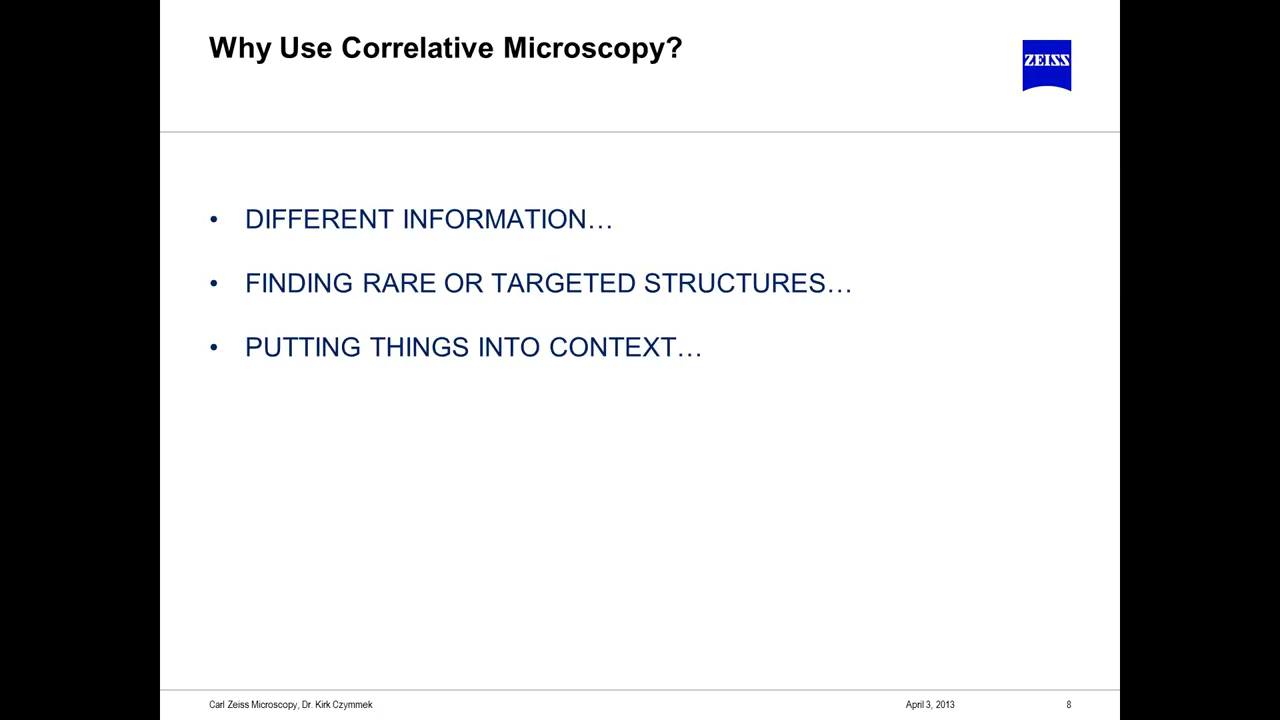 Why Use Correlative Microscopy?
ZEISS
• DIFFERENT INFORMATION…
• FINDING RARE OR TARGETED STRUCTURES…
• PUTTING THINGS INTO CONTEXT…
Carl Zeiss Microscopy, Dr. Kirk Czymmek April 3, 2013 8